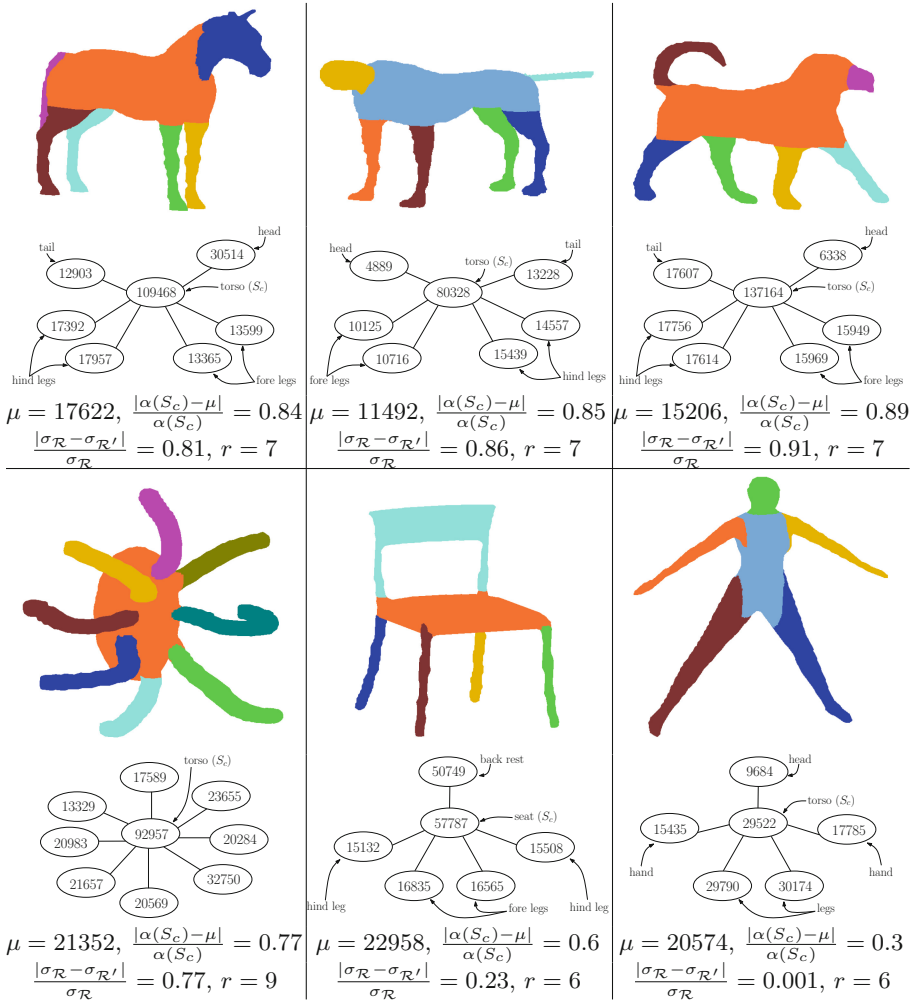 tail
head
30514
12903
109468
torso (S_c)
17392
13599
17957
13365
hind legs
fore legs
μ = 17622, |α(S_c)−μ| / α(S_c) = 0.84
|σ_R−σ_R′| / σ_R = 0.81, r = 7
head
torso (S_c)
tail
4889
13228
80328
10125
14557
10716
15439
fore legs
hind legs
μ = 11492, |α(S_c)−μ| / α(S_c) = 0.85
|σ_R−σ_R′| / σ_R = 0.86, r = 7
tail
head
6338
17607
137164
torso (S_c)
17756
15949
17614
15969
hind legs
fore legs
μ = 15206, |α(S_c)−μ| / α(S_c) = 0.89
|σ_R−σ_R′| / σ_R = 0.91, r = 7
torso (S_c)
17589
23655
13329
92957
20983
20284
21657
32750
20569
μ = 21352, |α(S_c)−μ| / α(S_c) = 0.77
|σ_R−σ_R′| / σ_R = 0.77, r = 9
back rest
50749
57787
seat (S_c)
15132
15508
16835
16565
hind leg
fore legs
hind leg
μ = 22958, |α(S_c)−μ| / α(S_c) = 0.6
|σ_R−σ_R′| / σ_R = 0.23, r = 6
head
9684
torso (S_c)
29522
15435
17785
hand
hand
29790
30174
legs
μ = 20574, |α(S_c)−μ| / α(S_c) = 0.3
|σ_R−σ_R′| / σ_R = 0.001, r = 6